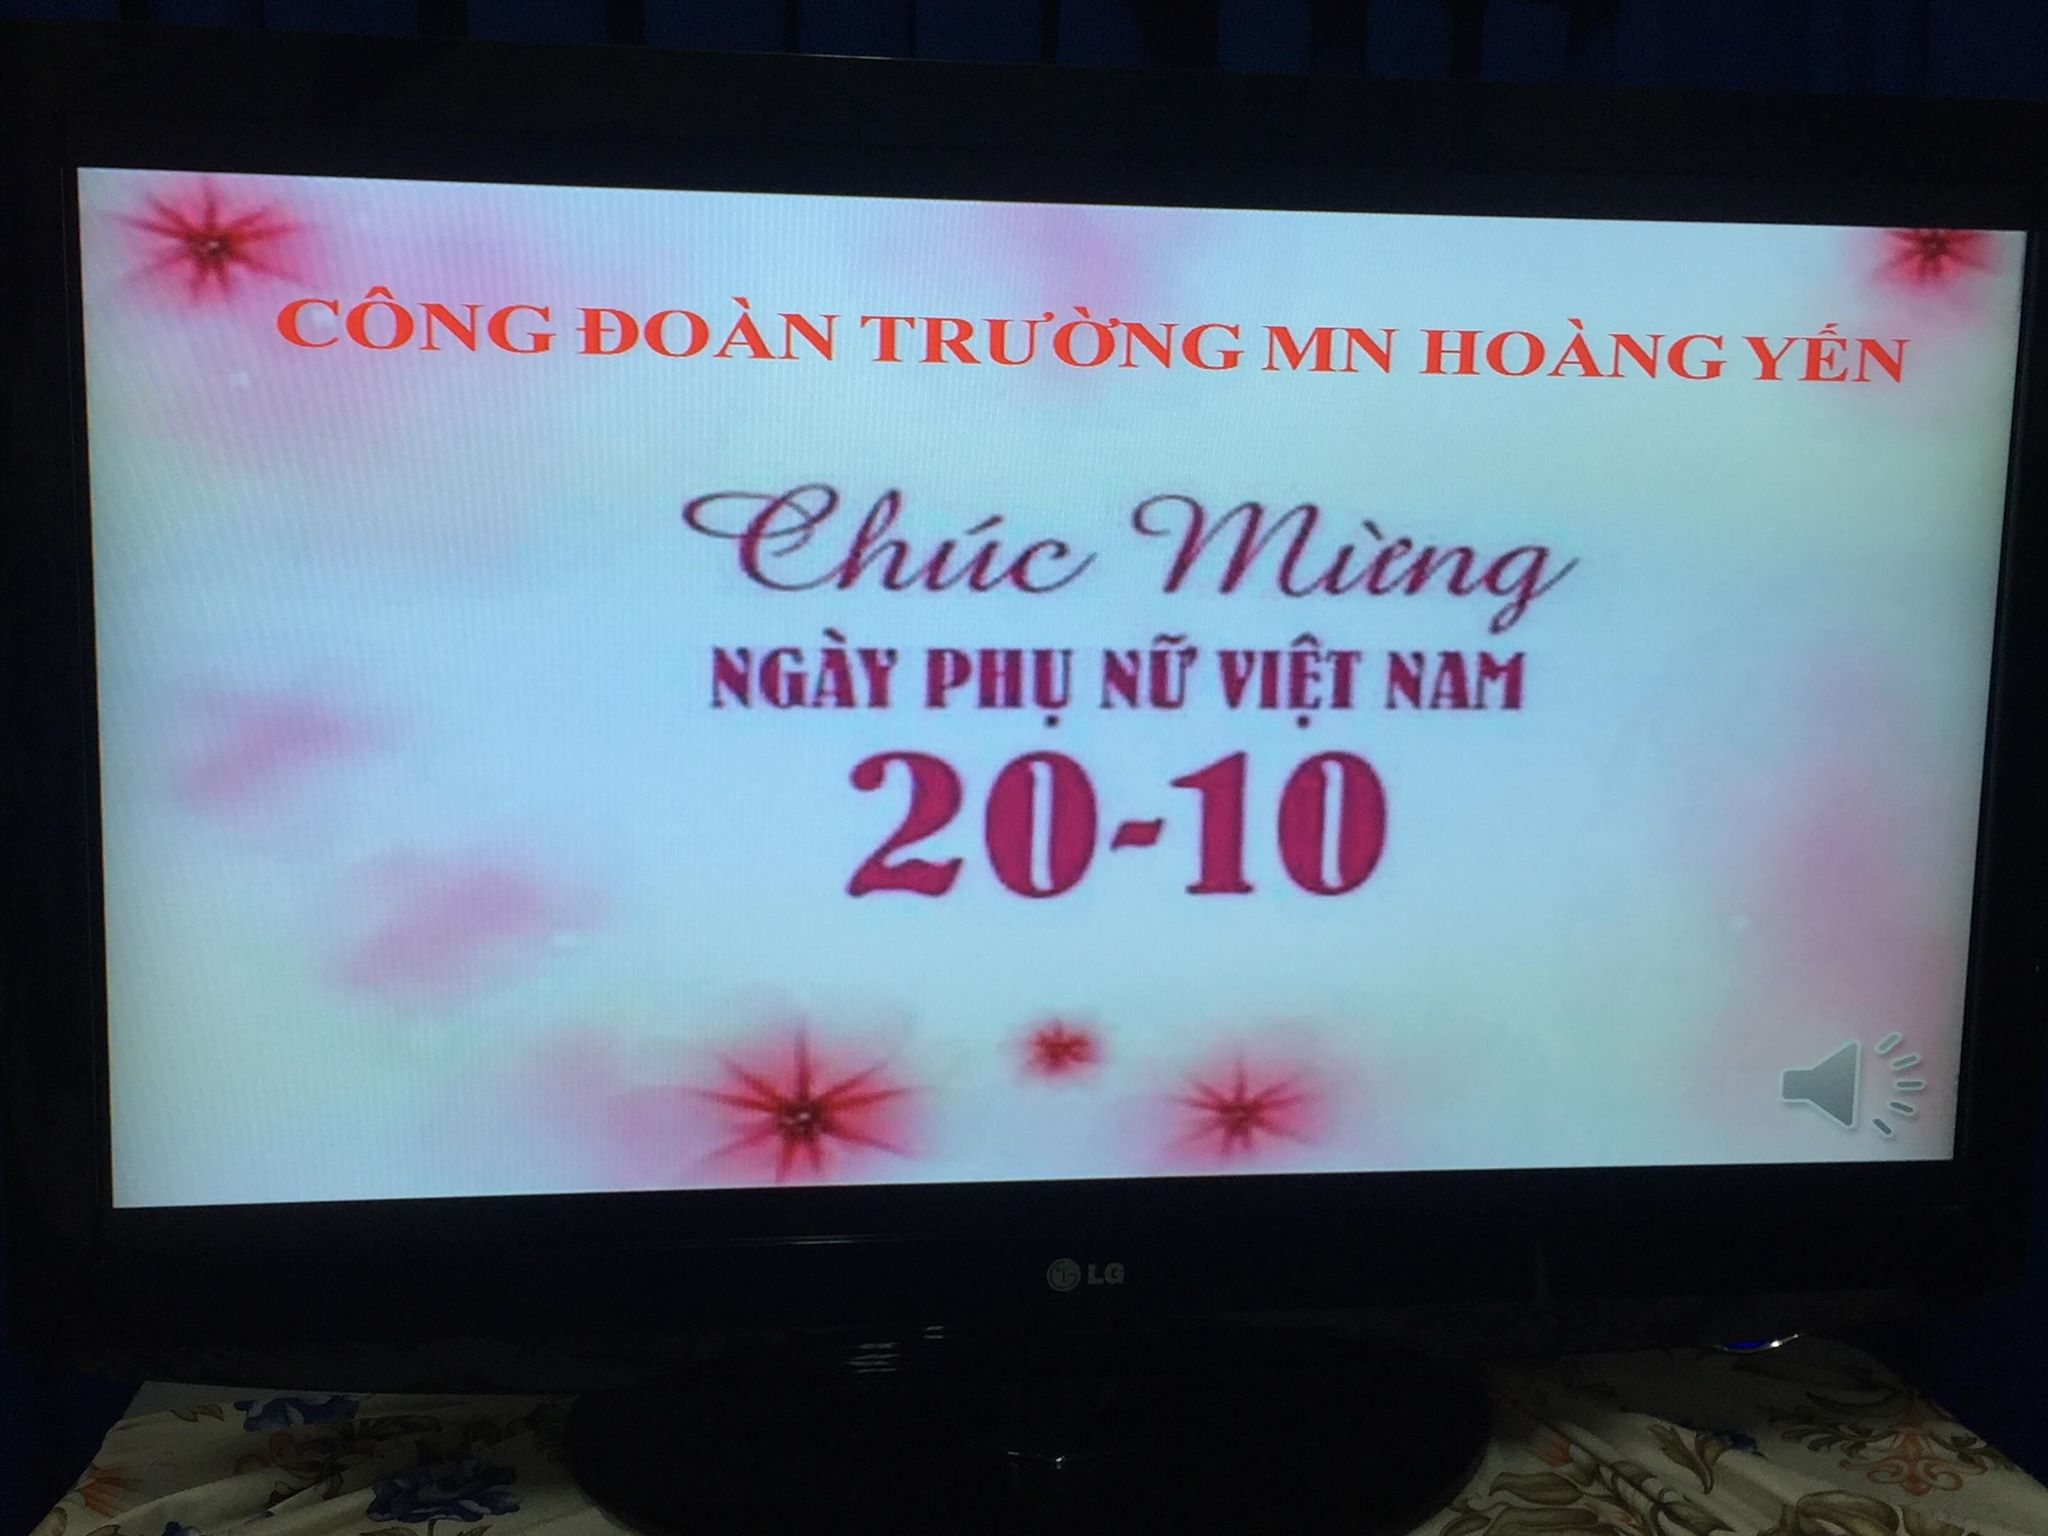 CÔNG ĐOÀN TRƯỜNG MN HOÀNG YẾN
Chúc Mừng
NGÀY PHỤ NỮ VIỆT NAM
20-10
LG